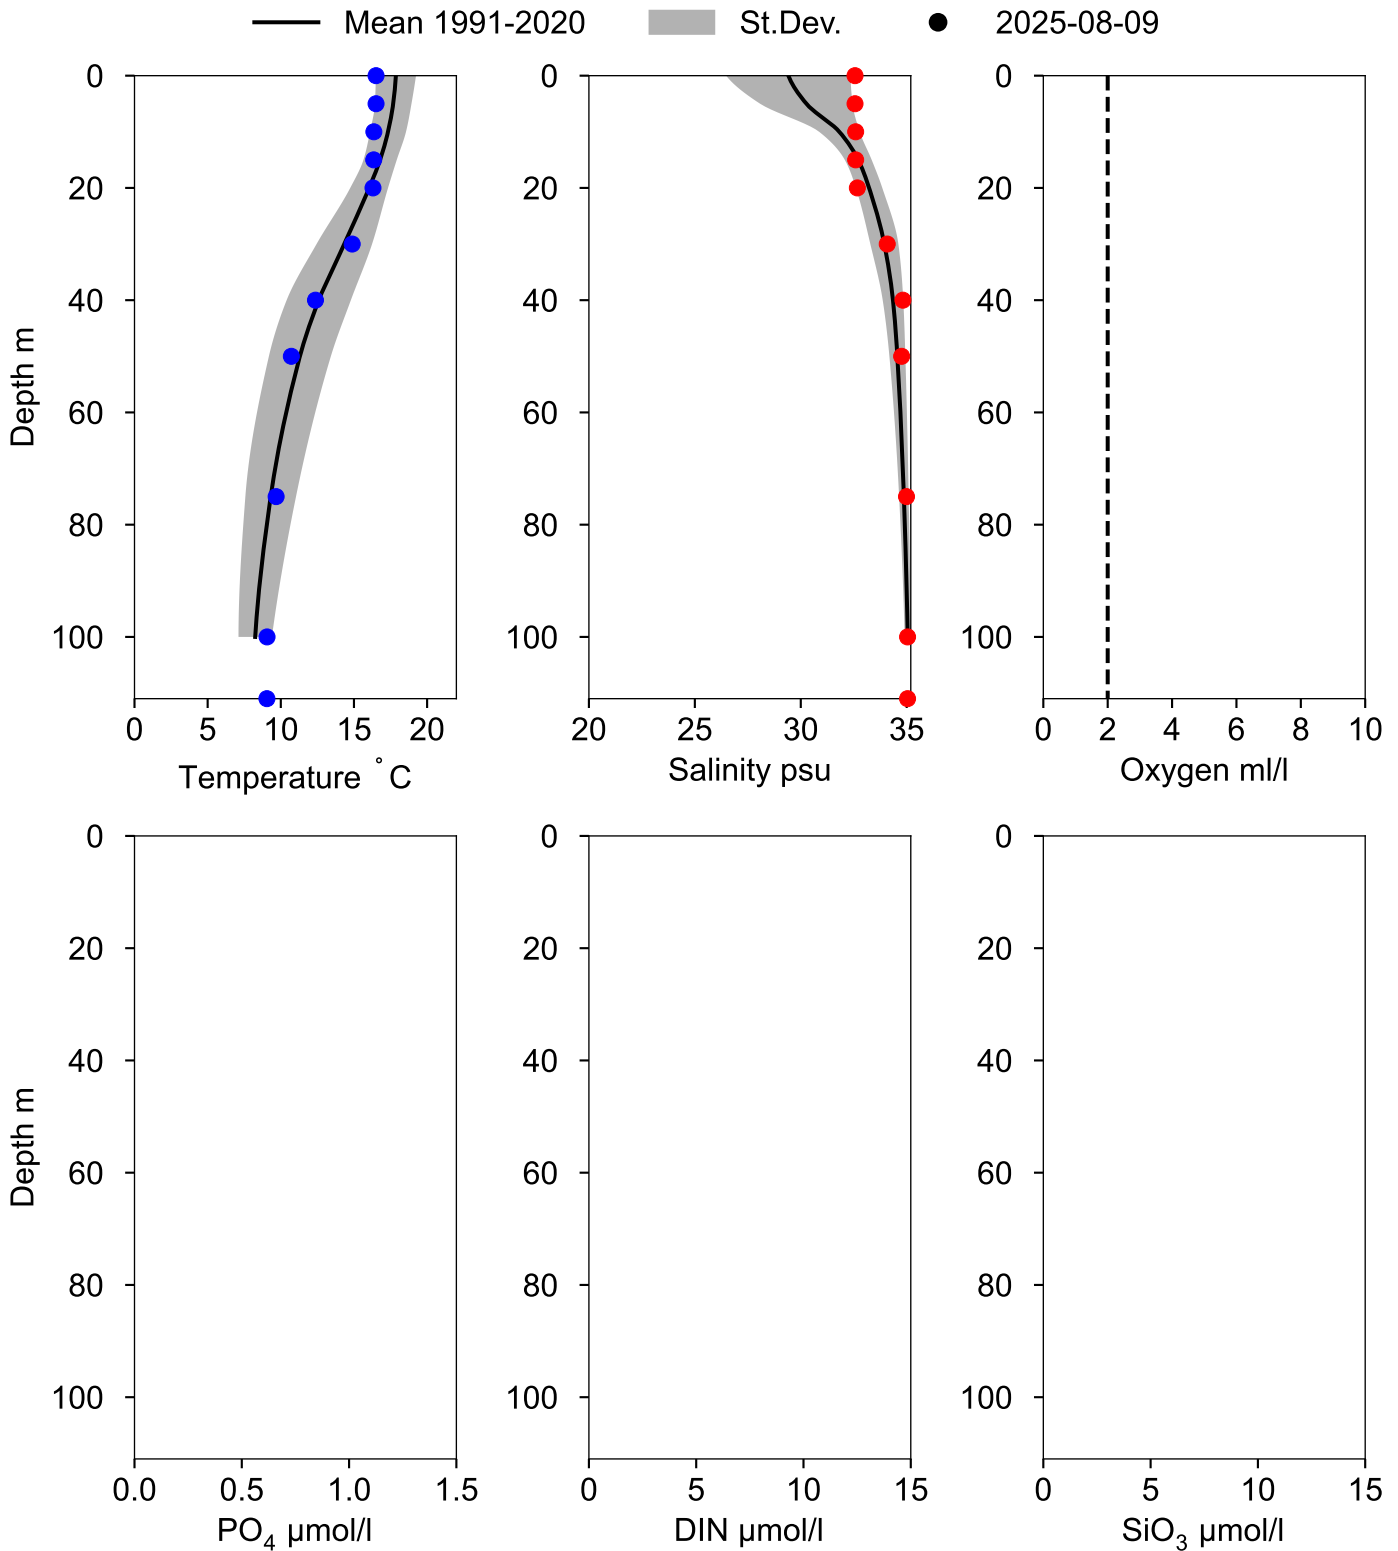 Mean 1991-2020 St.Dev. 2025-08-09
0 0 0
20 20 20
40 40 40
60 60 60
80 80 80
100 100 100
Depth m
0 5 10 15 20 20 25 30 35 0 2 4 6 8 10
Temperature °C Salinity psu Oxygen ml/l
0 0 0
20 20 20
40 40 40
60 60 60
80 80 80
100 100 100
Depth m
0.0 0.5 1.0 1.5 0 5 10 15 0 5 10 15
PO₄ µmol/l DIN µmol/l SiO₃ µmol/l